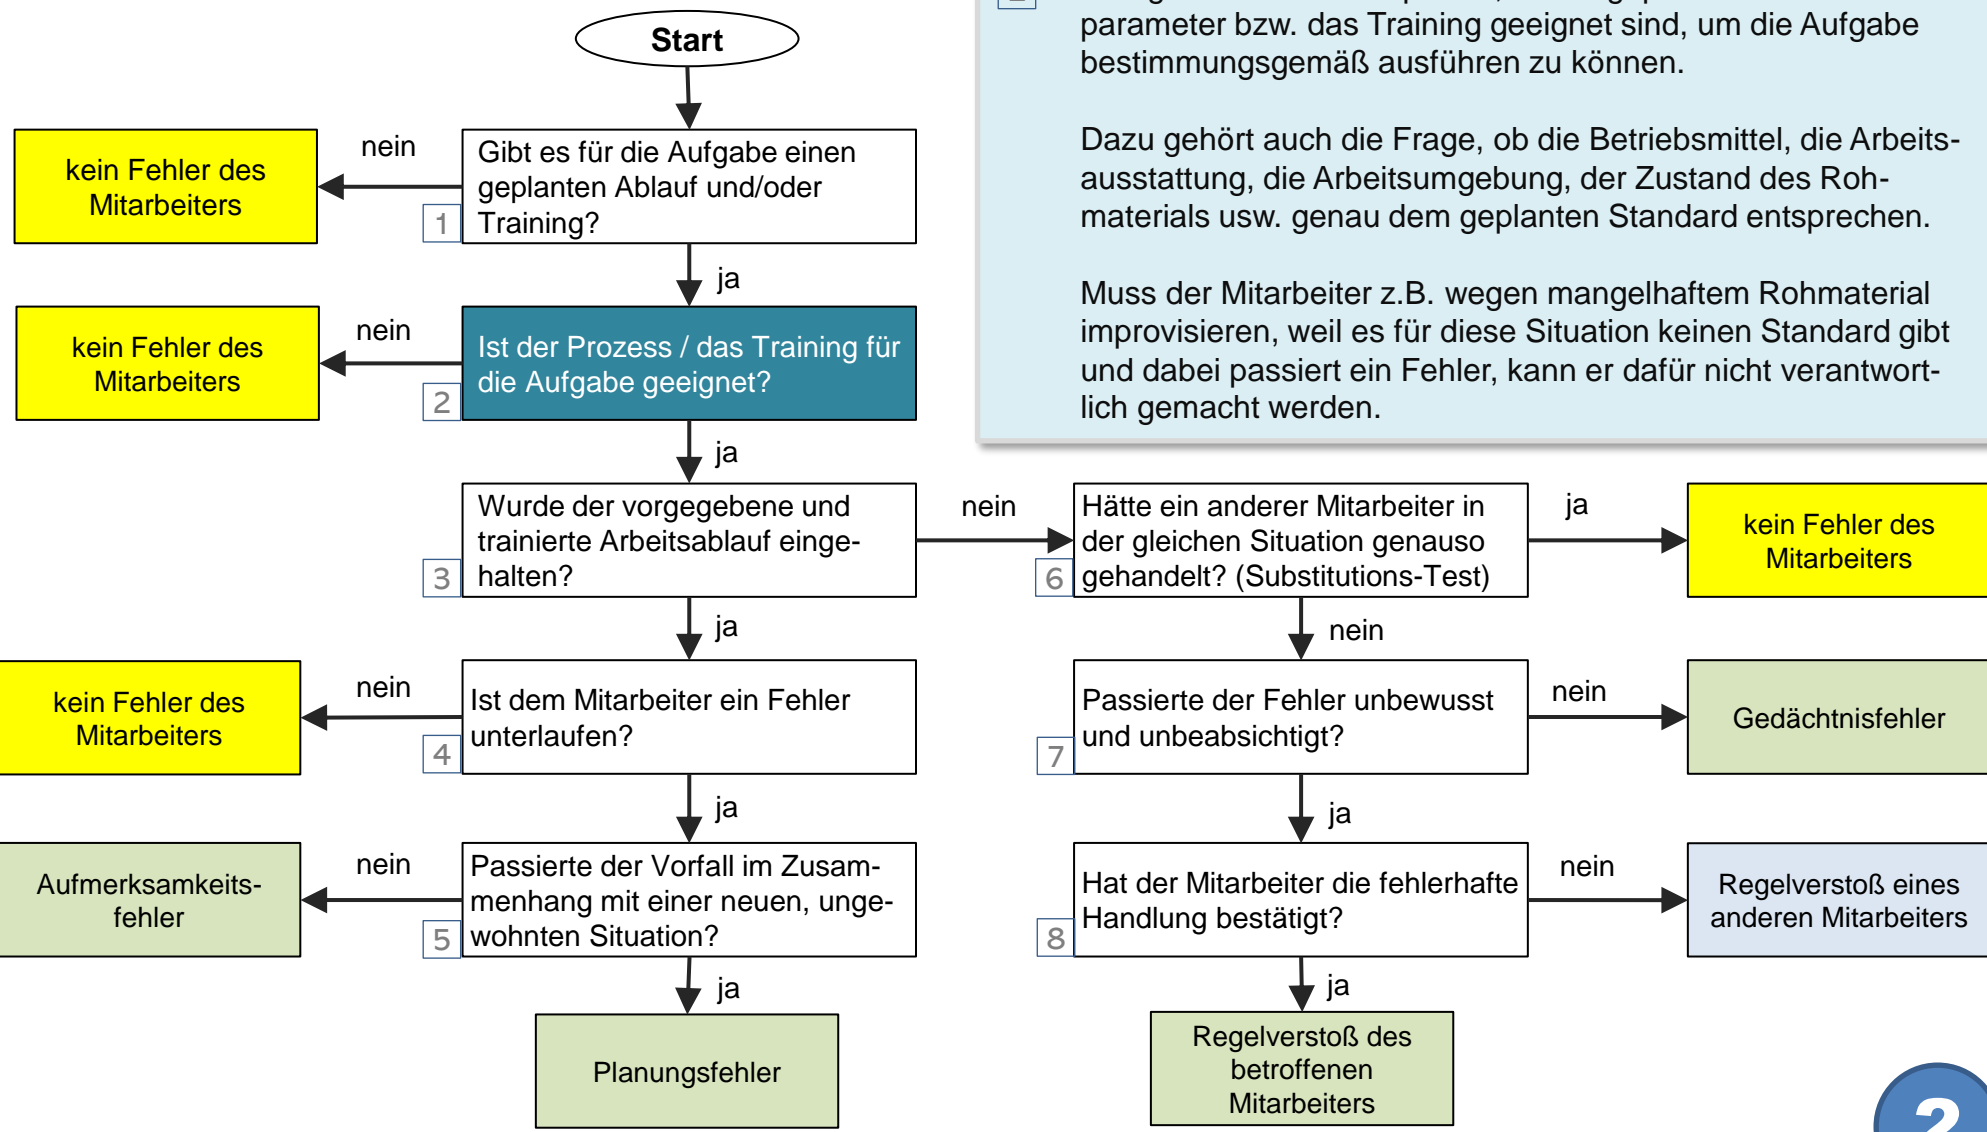 Start
parameter bzw. das Training geeignet sind, um die Aufgabe
bestimmungsgemäß ausführen zu können.
Dazu gehört auch die Frage, ob die Betriebsmittel, die Arbeits-
ausstattung, die Arbeitsumgebung, der Zustand des Roh-
materials usw. genau dem geplanten Standard entsprechen.
Muss der Mitarbeiter z.B. wegen mangelhaftem Rohmaterial
improvisieren, weil es für diese Situation keinen Standard gibt
und dabei passiert ein Fehler, kann er dafür nicht verantwort-
lich gemacht werden.
kein Fehler des
Mitarbeiters
nein
Gibt es für die Aufgabe einen
geplanten Ablauf und/oder
Training?
1
ja
kein Fehler des
Mitarbeiters
nein
Ist der Prozess / das Training für
die Aufgabe geeignet?
2
ja
Wurde der vorgegebene und
trainierte Arbeitsablauf einge-
halten?
3
nein
Hätte ein anderer Mitarbeiter in
der gleichen Situation genauso
gehandelt? (Substitutions-Test)
6
ja
kein Fehler des
Mitarbeiters
ja
nein
kein Fehler des
Mitarbeiters
nein
Ist dem Mitarbeiter ein Fehler
unterlaufen?
4
Passierte der Fehler unbewusst
und unbeabsichtigt?
7
nein
Gedächtnisfehler
ja
ja
Aufmerksamkeits-
fehler
nein
Passierte der Vorfall im Zusam-
menhang mit einer neuen, unge-
wohnten Situation?
5
Hat der Mitarbeiter die fehlerhafte
Handlung bestätigt?
8
nein
Regelverstoß eines
anderen Mitarbeiters
ja
ja
Planungsfehler
Regelverstoß des
betroffenen
Mitarbeiters
2